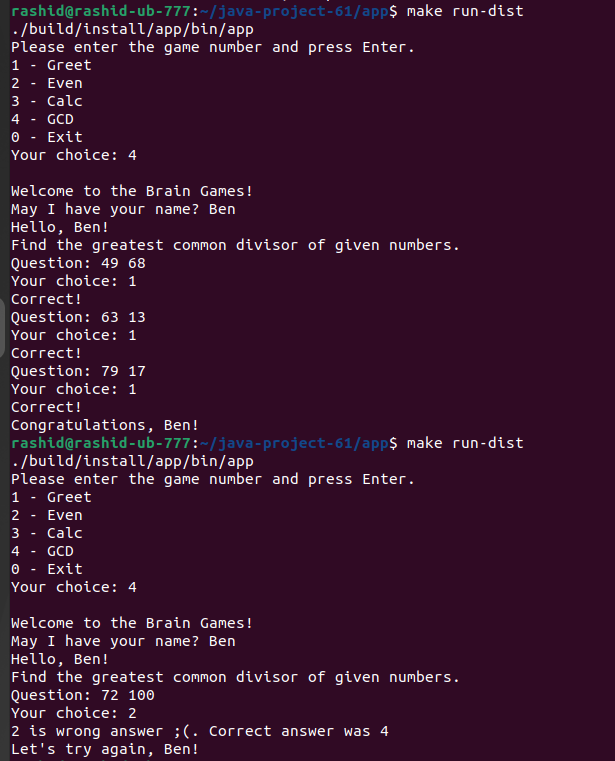 rashid@rashid-ub-777:~/java-project-61/app$ make run-dist
./build/install/app/bin/app
Please enter the game number and press Enter.
1 - Greet
2 - Even
3 - Calc
4 - GCD
0 - Exit
Your choice: 4
Welcome to the Brain Games!
May I have your name? Ben
Hello, Ben!
Find the greatest common divisor of given numbers.
Question: 49 68
Your choice: 1
Correct!
Question: 63 13
Your choice: 1
Correct!
Question: 79 17
Your choice: 1
Correct!
Congratulations, Ben!
rashid@rashid-ub-777:~/java-project-61/app$ make run-dist
./build/install/app/bin/app
Please enter the game number and press Enter.
1 - Greet
2 - Even
3 - Calc
4 - GCD
0 - Exit
Your choice: 4
Welcome to the Brain Games!
May I have your name? Ben
Hello, Ben!
Find the greatest common divisor of given numbers.
Question: 72 100
Your choice: 2
2 is wrong answer ;(. Correct answer was 4
Let's try again, Ben!